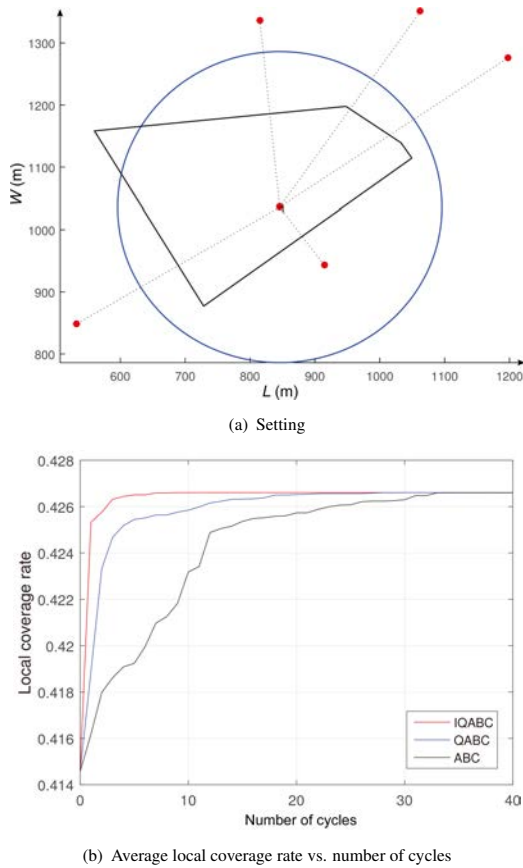 1300
1200
1100
1000
900
800
W (m)
600
700
800
900
1000
1100
1200
L (m)
(a) Setting
0.428
0.426
0.424
0.422
0.42
0.418
0.416
0.414
Local coverage rate
IQABC
QABC
ABC
0
10
20
30
40
Number of cycles
(b) Average local coverage rate vs. number of cycles